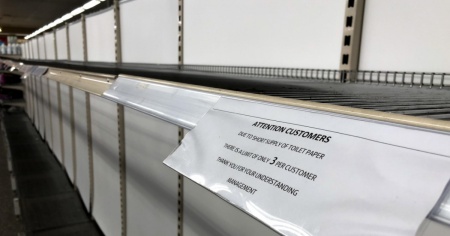 ATTENTION CUSTOMERS
DUE TO SHORT SUPPLY OF TOILET PAPER
THERE IS A LIMIT OF ONLY 3 PER CUSTOMER
THANK YOU FOR YOUR UNDERSTANDING
MANAGEMENT